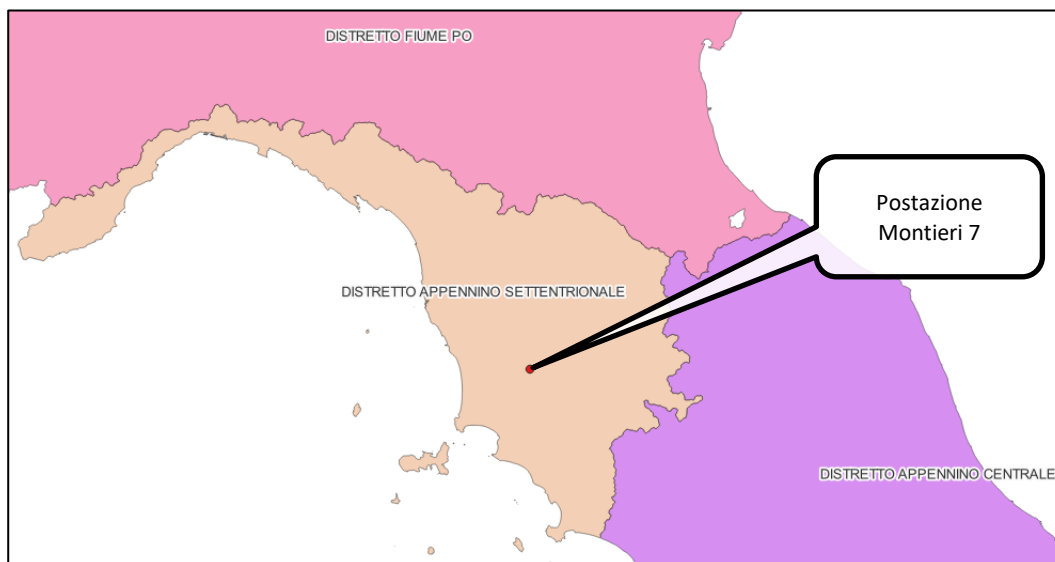 DISTRETTO FIUME PO
Postazione
Montieri 7
DISTRETTO APPENNINO SETTENTRIONALE
DISTRETTO APPENNINO CENTRALE